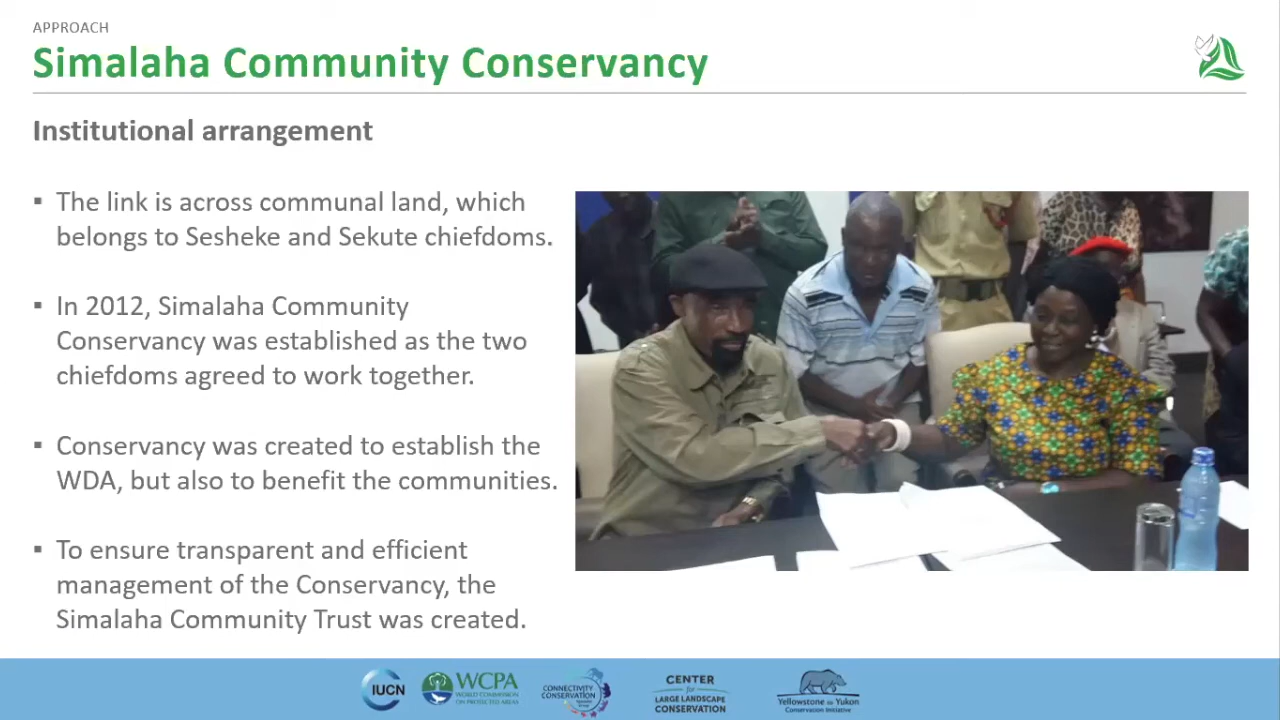 APPROACH
Simalaha Community Conservancy
Institutional arrangement
▪ The link is across communal land, which
belongs to Sesheke and Sekute chiefdoms.
▪ In 2012, Simalaha Community
Conservancy was established as the two
chiefdoms agreed to work together.
▪ Conservancy was created to establish the
WDA, but also to benefit the communities.
▪ To ensure transparent and efficient
management of the Conservancy, the
Simalaha Community Trust was created.
IUCN
WCPA
WORLD COMMISSION
ON PROTECTED AREAS
CONNECTIVITY
CONSERVATION
CENTER
for
LARGE LANDSCAPE
CONSERVATION
Yellowstone to Yukon
Conservation Initiative